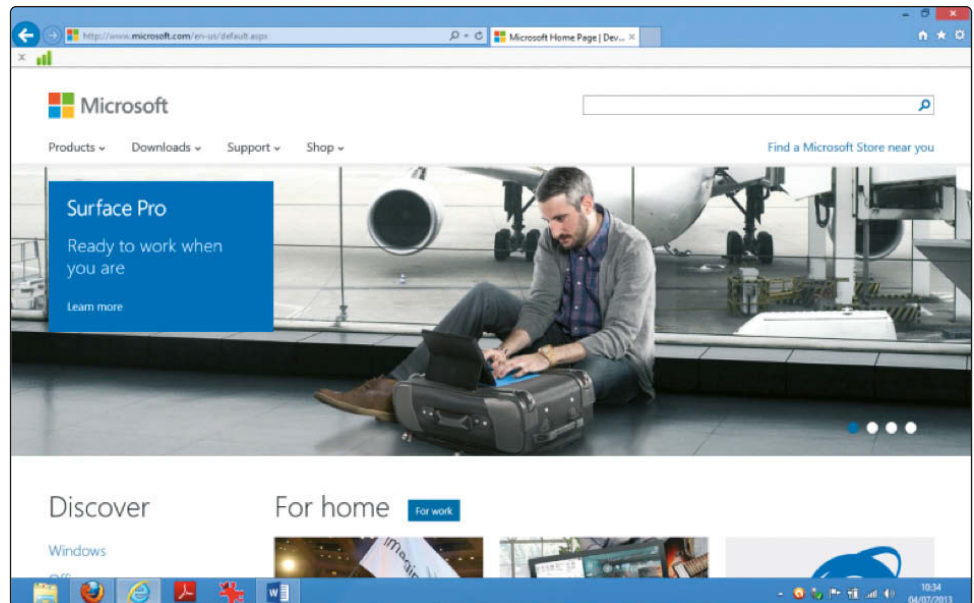 http://www.microsoft.com/en-us/default.aspx
Microsoft Home Page | Dev...
Microsoft
Products Downloads Support Shop
Find a Microsoft Store near you
Surface Pro
Ready to work when
you are
Learn more
Discover
For home
For work
Windows
Imagine
10:34
04/07/2013